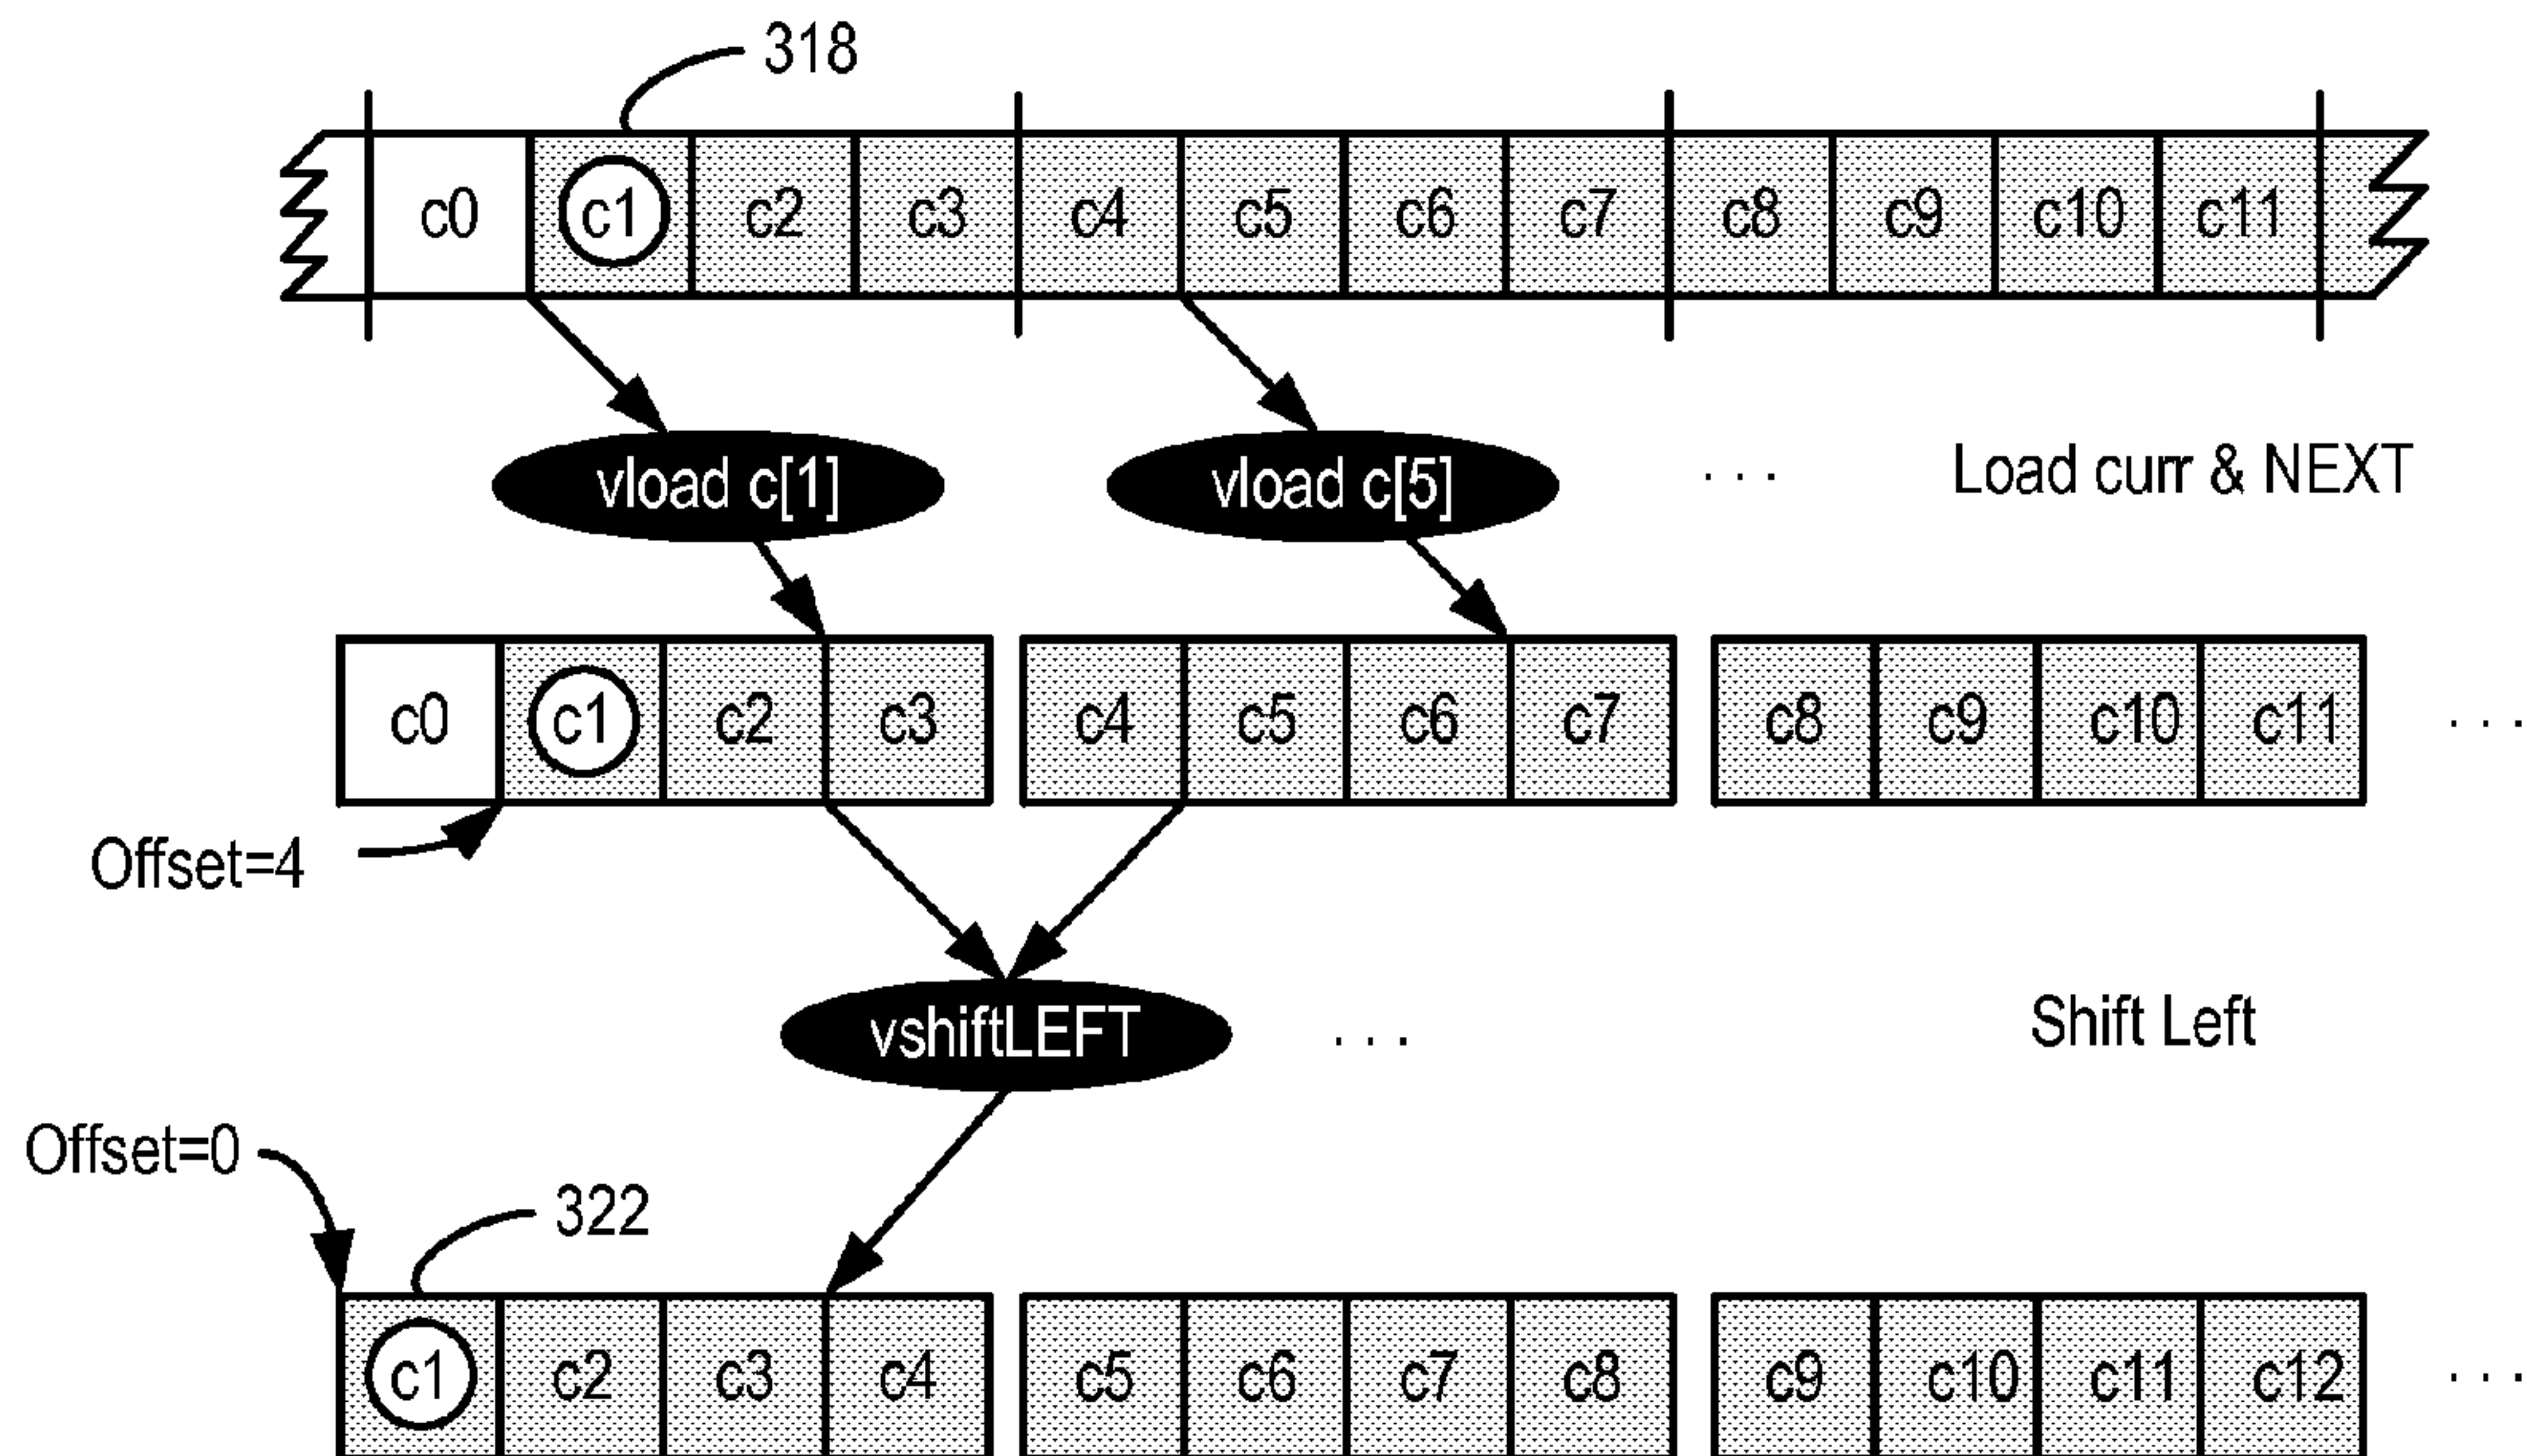 318
c0 c1 c2 c3 c4 c5 c6 c7 c8 c9 c10 c11
vload c[1] vload c[5] ... Load curr & NEXT
c0 c1 c2 c3 c4 c5 c6 c7 c8 c9 c10 c11 ...
Offset=4
vshiftLEFT ... Shift Left
Offset=0
322
c1 c2 c3 c4 c5 c6 c7 c8 c9 c10 c11 c12 ...